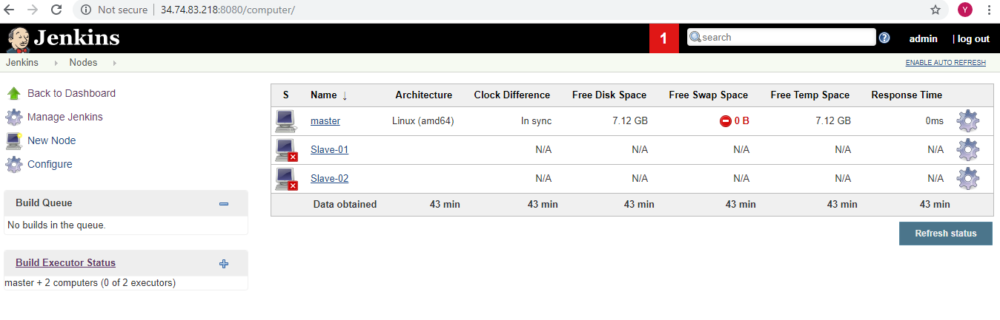 Not secure 34.74.83.218:8080/computer/ Y
Jenkins 1 search ? admin | log out
Jenkins Nodes ENABLE AUTO REFRESH
Back to Dashboard
Manage Jenkins
New Node
Configure
Build Queue
No builds in the queue.
Build Executor Status
master + 2 computers (0 of 2 executors)
S Name ↓ Architecture Clock Difference Free Disk Space Free Swap Space Free Temp Space Response Time
master Linux (amd64) In sync 7.12 GB 0 B 7.12 GB 0ms
Slave-01 N/A N/A N/A N/A N/A
Slave-02 N/A N/A N/A N/A N/A
Data obtained 43 min 43 min 43 min 43 min 43 min 43 min
Refresh status